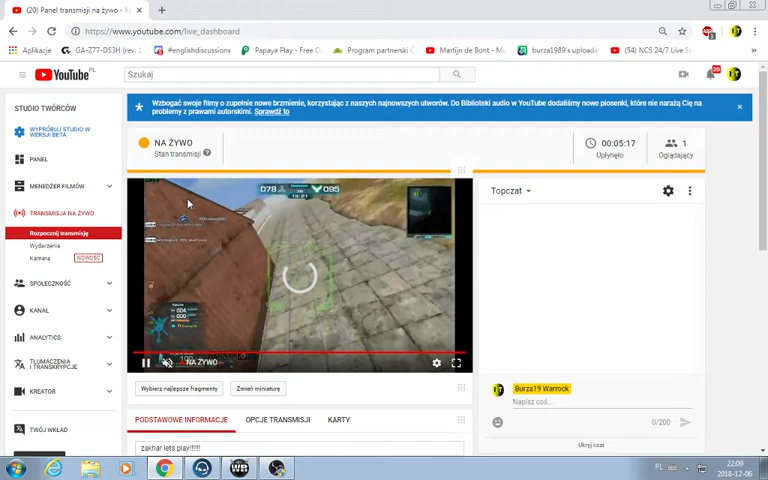 (20) Panel transmisji na żywo - Y
https://www.youtube.com/live_dashboard
Aplikacje GA-Z77-DS3H (rev. #englishdiscussions Papaya Play - Free O Program partnerski Martijn de Bont - M burza1989's uploade (54) NCS 24/7 Live S
YouTube PL
Szukaj
STUDIO TWÓRCÓW
WYPRÓBUJ STUDIO W
WERSJI BETA
PANEL
MENEDŻER FILMÓW
TRANSMISJA NA ŻYWO
Rozpocznij transmisję
Wydarzenia
Kamera NOWOŚĆ
SPOŁECZNOŚĆ
KANAŁ
ANALYTICS
TŁUMACZENIA
I TRANSKRYPCJE
KREATOR
TWÓJ WKŁAD
Wzbogać swoje filmy o zupełnie nowe brzmienie, korzystając z naszych najnowszych utworów. Do Biblioteki audio w YouTube dodaliśmy nowe piosenki, które nie narażą Cię na
problemy z prawami autorskimi. Sprawdź to
NA ŻYWO
Stan transmisji
00:05:17
Upłynęło
1
Oglądający
078 095
NA ŻYWO
Wybierz najlepsze fragmenty Zmień miniaturę
PODSTAWOWE INFORMACJE OPCJE TRANSMISJI KARTY
zakhar lets play!!!!!!
Topczat
Burza19 Warrock
Napisz coś...
0/200
Ukryj czat
PL
22:09
2018-12-06